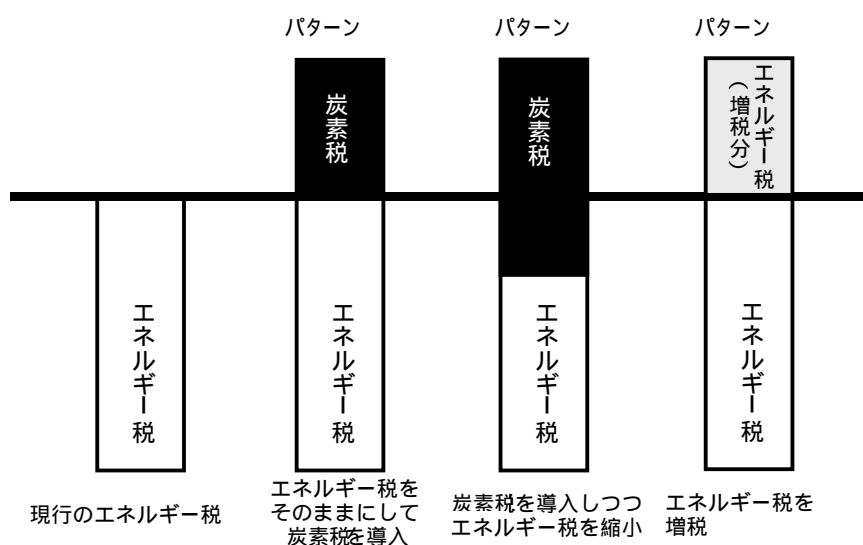 パターン
パターン
パターン
炭素税
炭素税
エネルギー税
（増税分）
エネルギー税
エネルギー税
エネルギー税
エネルギー税
現行のエネルギー税
エネルギー税を
そのままにして
炭素税を導入
炭素税を導入しつつ
エネルギー税を縮小
エネルギー税を
増税